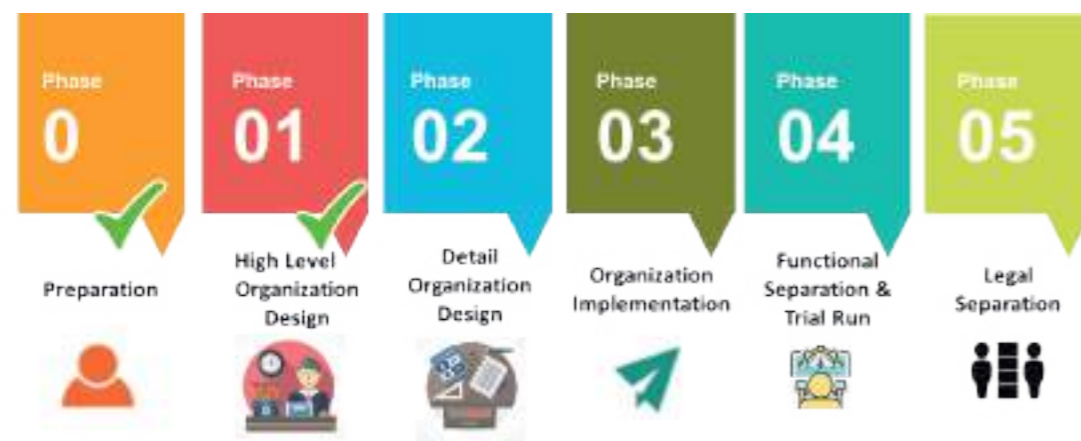 Phase
0
Preparation
Phase
01
High Level
Organization
Design
Phase
02
Detail
Organization
Design
Phase
03
Organization
Implementation
Phase
04
Functional
Separation &
Trial Run
Phase
05
Legal
Separation